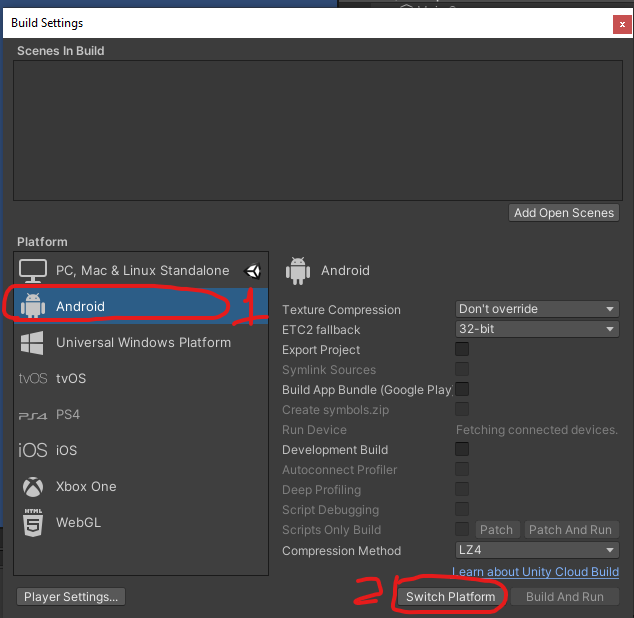 Build Settings
x
Scenes In Build
Add Open Scenes
Platform
PC, Mac & Linux Standalone
Android
1
Universal Windows Platform
tvOS tvOS
PS4 PS4
iOS iOS
Xbox One
HTML 5 WebGL
Android
Texture Compression Don't override
ETC2 fallback 32-bit
Export Project
Symlink Sources
Build App Bundle (Google Play
Create symbols.zip
Run Device Fetching connected devices.
Development Build
Autoconnect Profiler
Deep Profiling
Script Debugging
Scripts Only Build Patch Patch And Run
Compression Method LZ4
Learn about Unity Cloud Build
Player Settings... 2 Switch Platform Build And Run